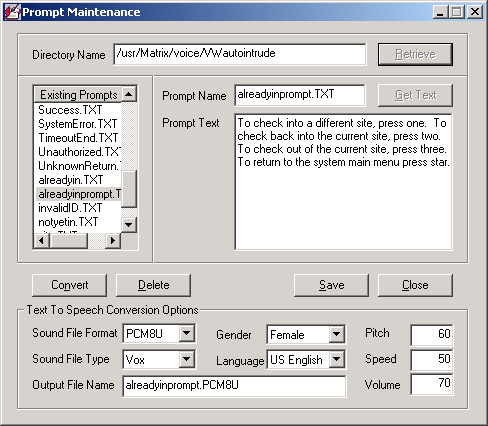 Prompt Maintenance
Directory Name /usr/Matrix/voice/VWautointrude Retrieve
Existing Prompts
Success.TXT
SystemError.TXT
TimeoutEnd.TXT
Unauthorized.TXT
UnknownReturn.
alreadyin.TXT
alreadyinprompt.T
invalidID.TXT
notyetin.TXT
Prompt Name alreadyinprompt.TXT Get Text
Prompt Text
To check into a different site, press one. To
check back into the current site, press two.
To check out of the current site, press three.
To return to the system main menu press star.
Convert Delete Save Close
Text To Speech Conversion Options
Sound File Format PCM8U Gender Female Pitch 60
Sound File Type Vox Language US English Speed 50
Output File Name alreadyinprompt.PCM8U Volume 70